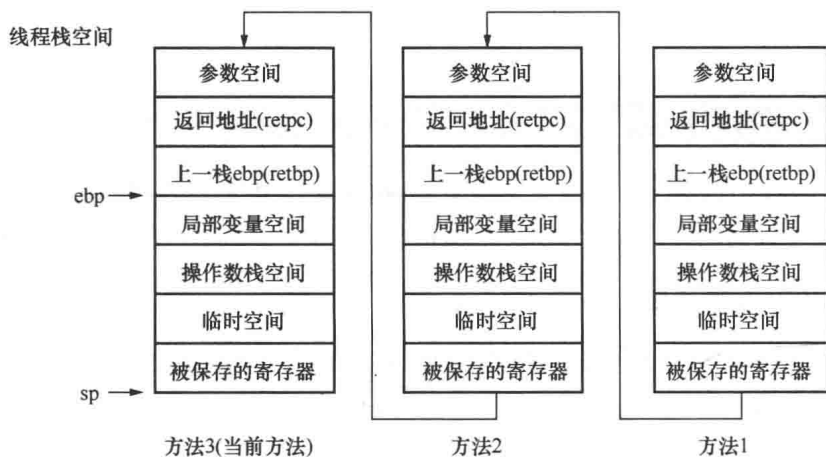 线程栈空间
参数空间
返回地址(retpc)
上一栈ebp(retbp)
局部变量空间
操作数栈空间
临时空间
被保存的寄存器
ebp
sp
方法3(当前方法)
参数空间
返回地址(retpc)
上一栈ebp(retbp)
局部变量空间
操作数栈空间
临时空间
被保存的寄存器
方法2
参数空间
返回地址(retpc)
上一栈ebp(retbp)
局部变量空间
操作数栈空间
临时空间
被保存的寄存器
方法1